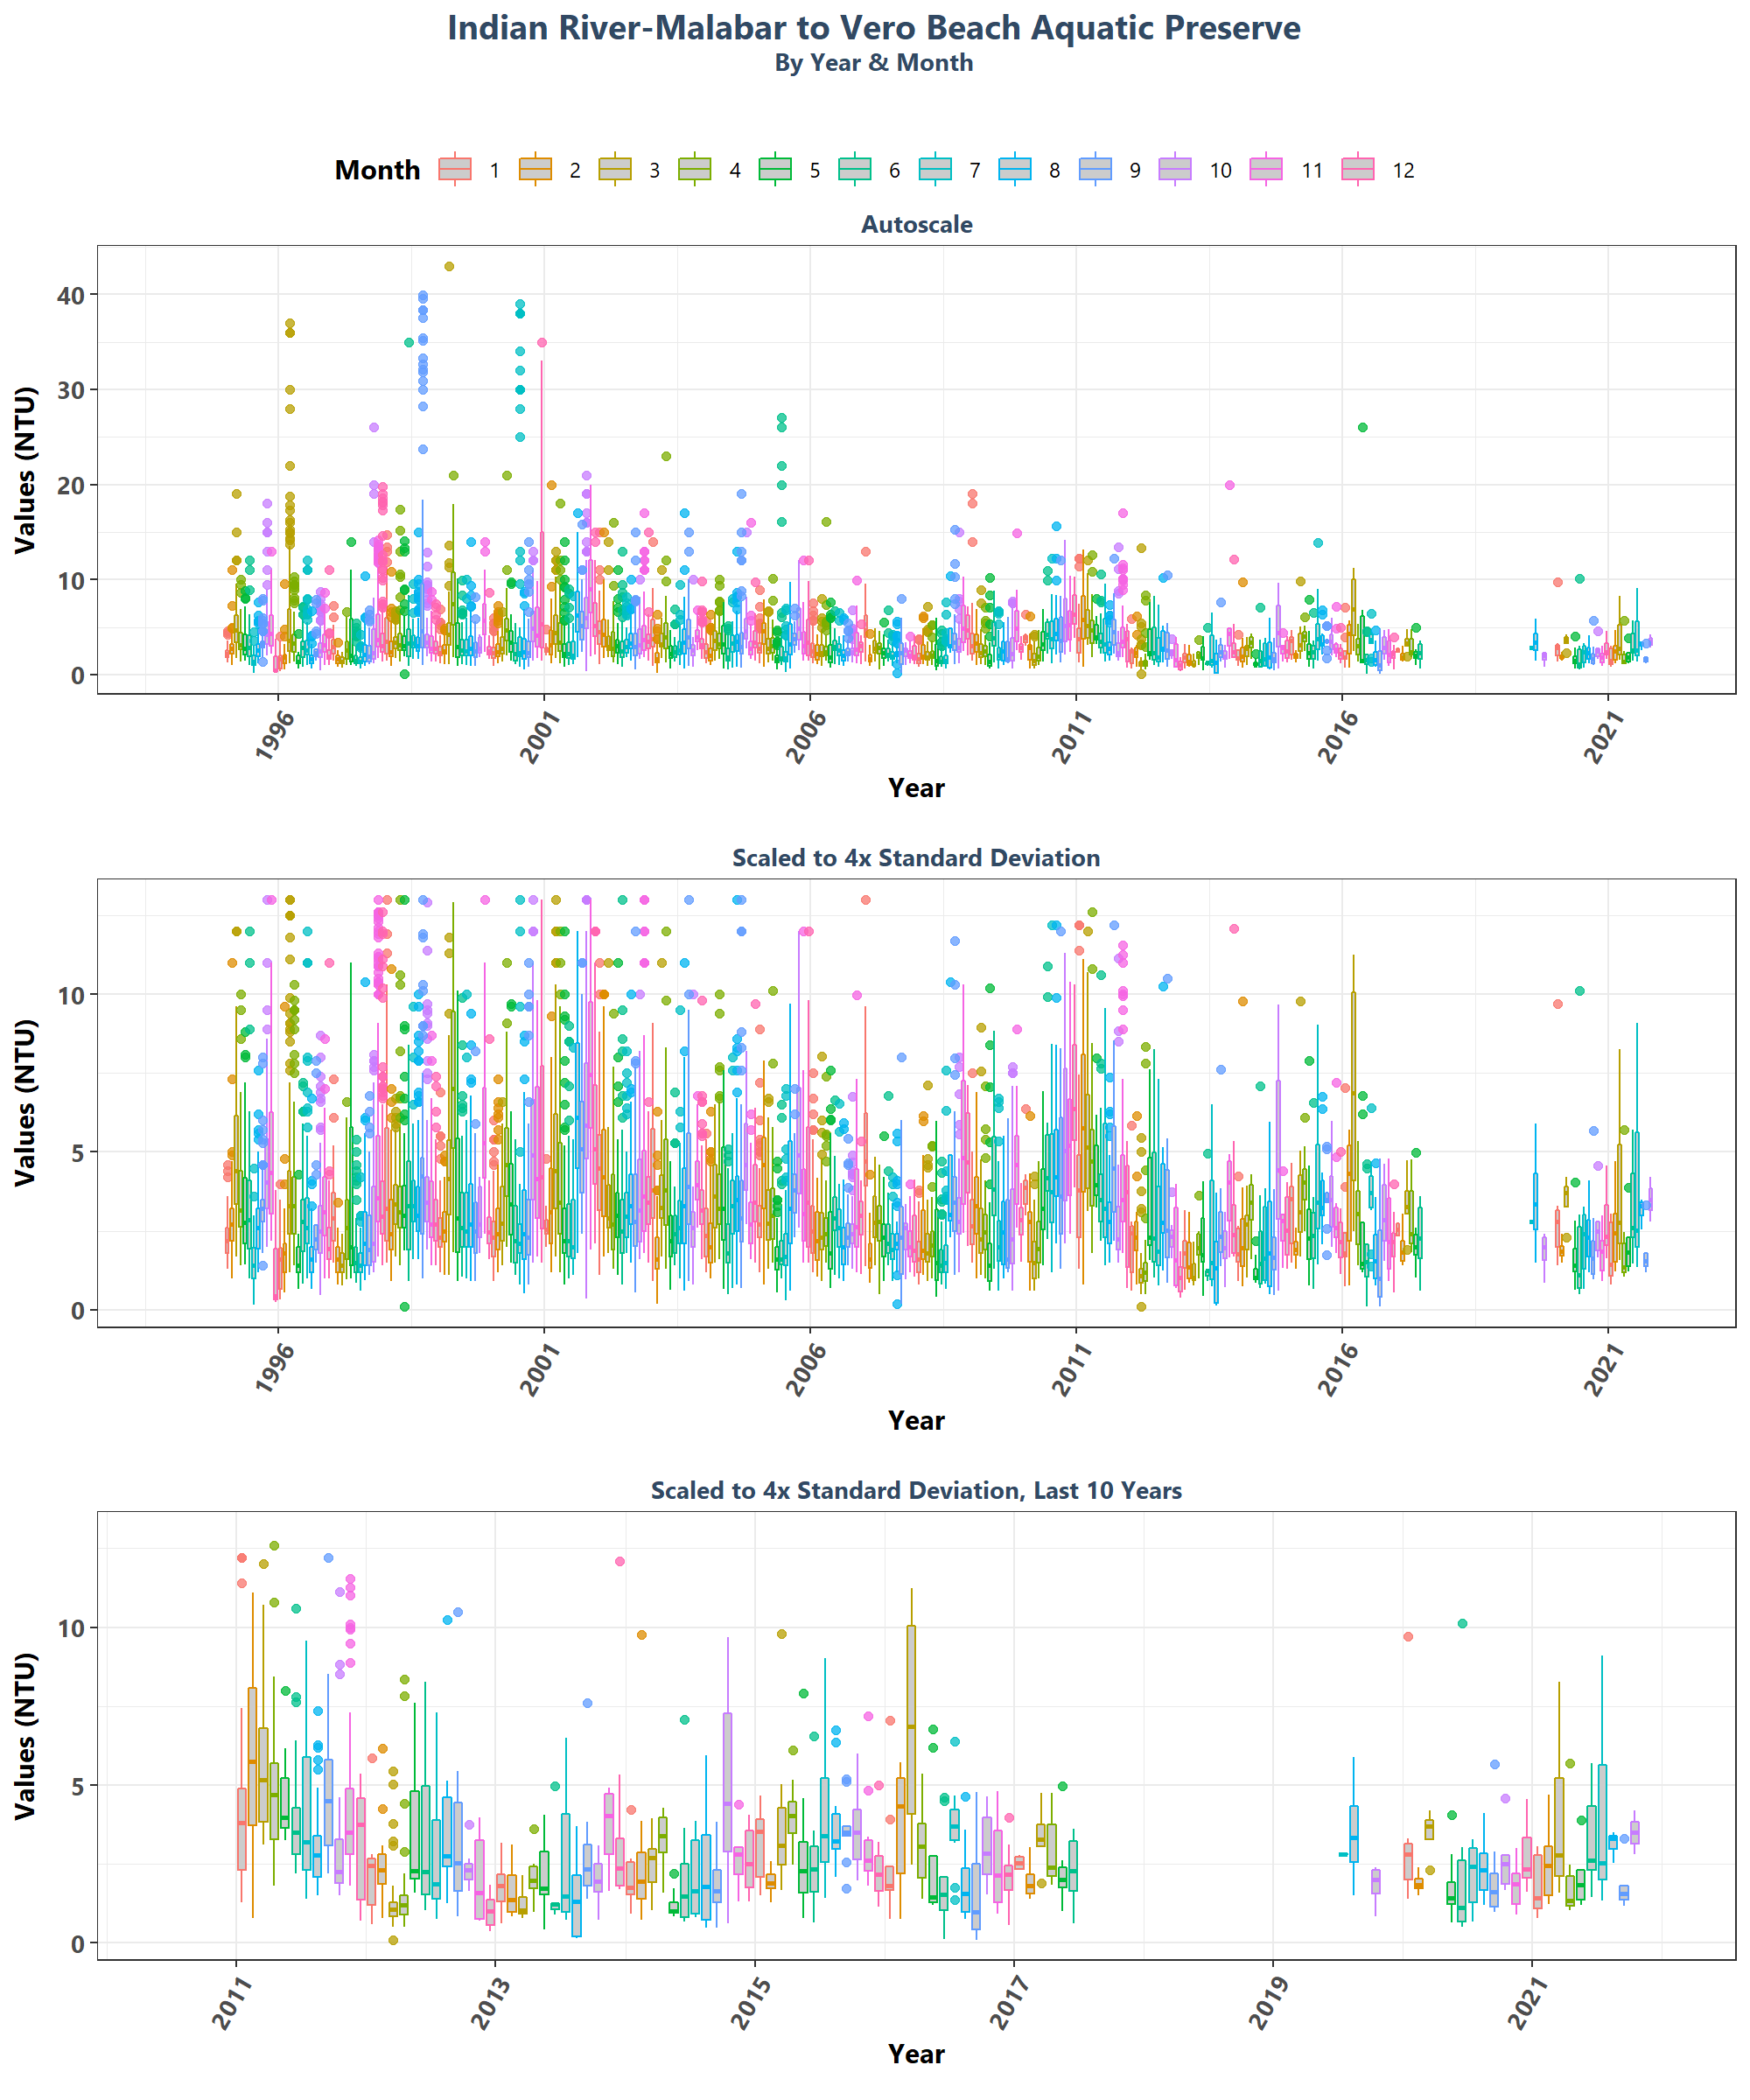 Indian River-Malabar to Vero Beach Aquatic Preserve
By Year & Month
Month 1 2 3 4 5 6 7 8 9 10 11 12
Autoscale
Values (NTU)
40
30
20
10
0
1996 2001 2006 2011 2016 2021
Year
Scaled to 4x Standard Deviation
Values (NTU)
10
5
0
1996 2001 2006 2011 2016 2021
Year
Scaled to 4x Standard Deviation, Last 10 Years
Values (NTU)
10
5
0
2011 2013 2015 2017 2019 2021
Year